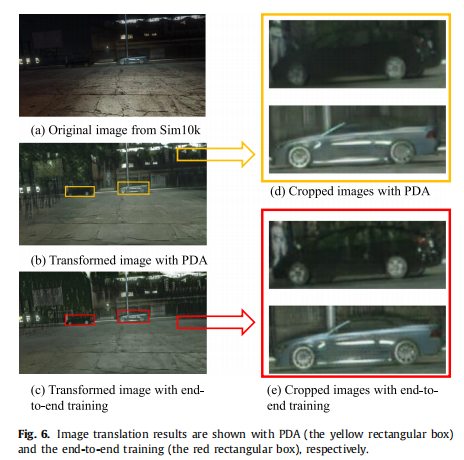 (a) Original image from Sim10k
(b) Transformed image with PDA
(c) Transformed image with end-
to-end training
(d) Cropped images with PDA
(e) Cropped images with end-to-
end training
Fig. 6. Image translation results are shown with PDA (the yellow rectangular box)
and the end-to-end training (the red rectangular box), respectively.